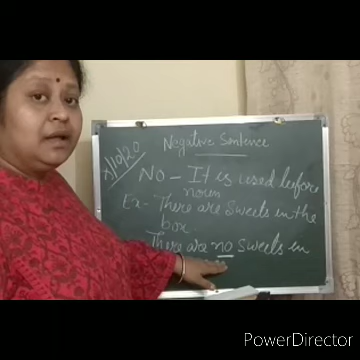 Negative Sentence
/10/20
No - It is used before
noun
Ex - There are sweets in the
box
There are no sweets in
PowerDirector